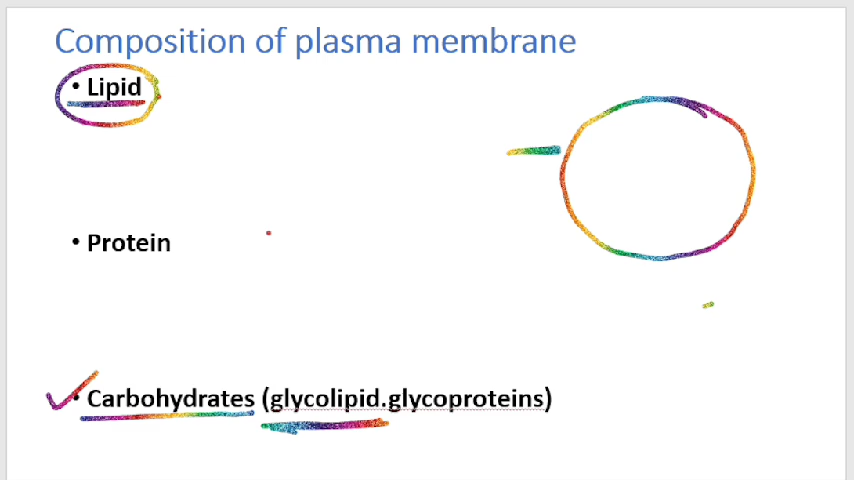 Composition of plasma membrane
• Lipid
• Protein
• Carbohydrates (glycolipid.glycoproteins)